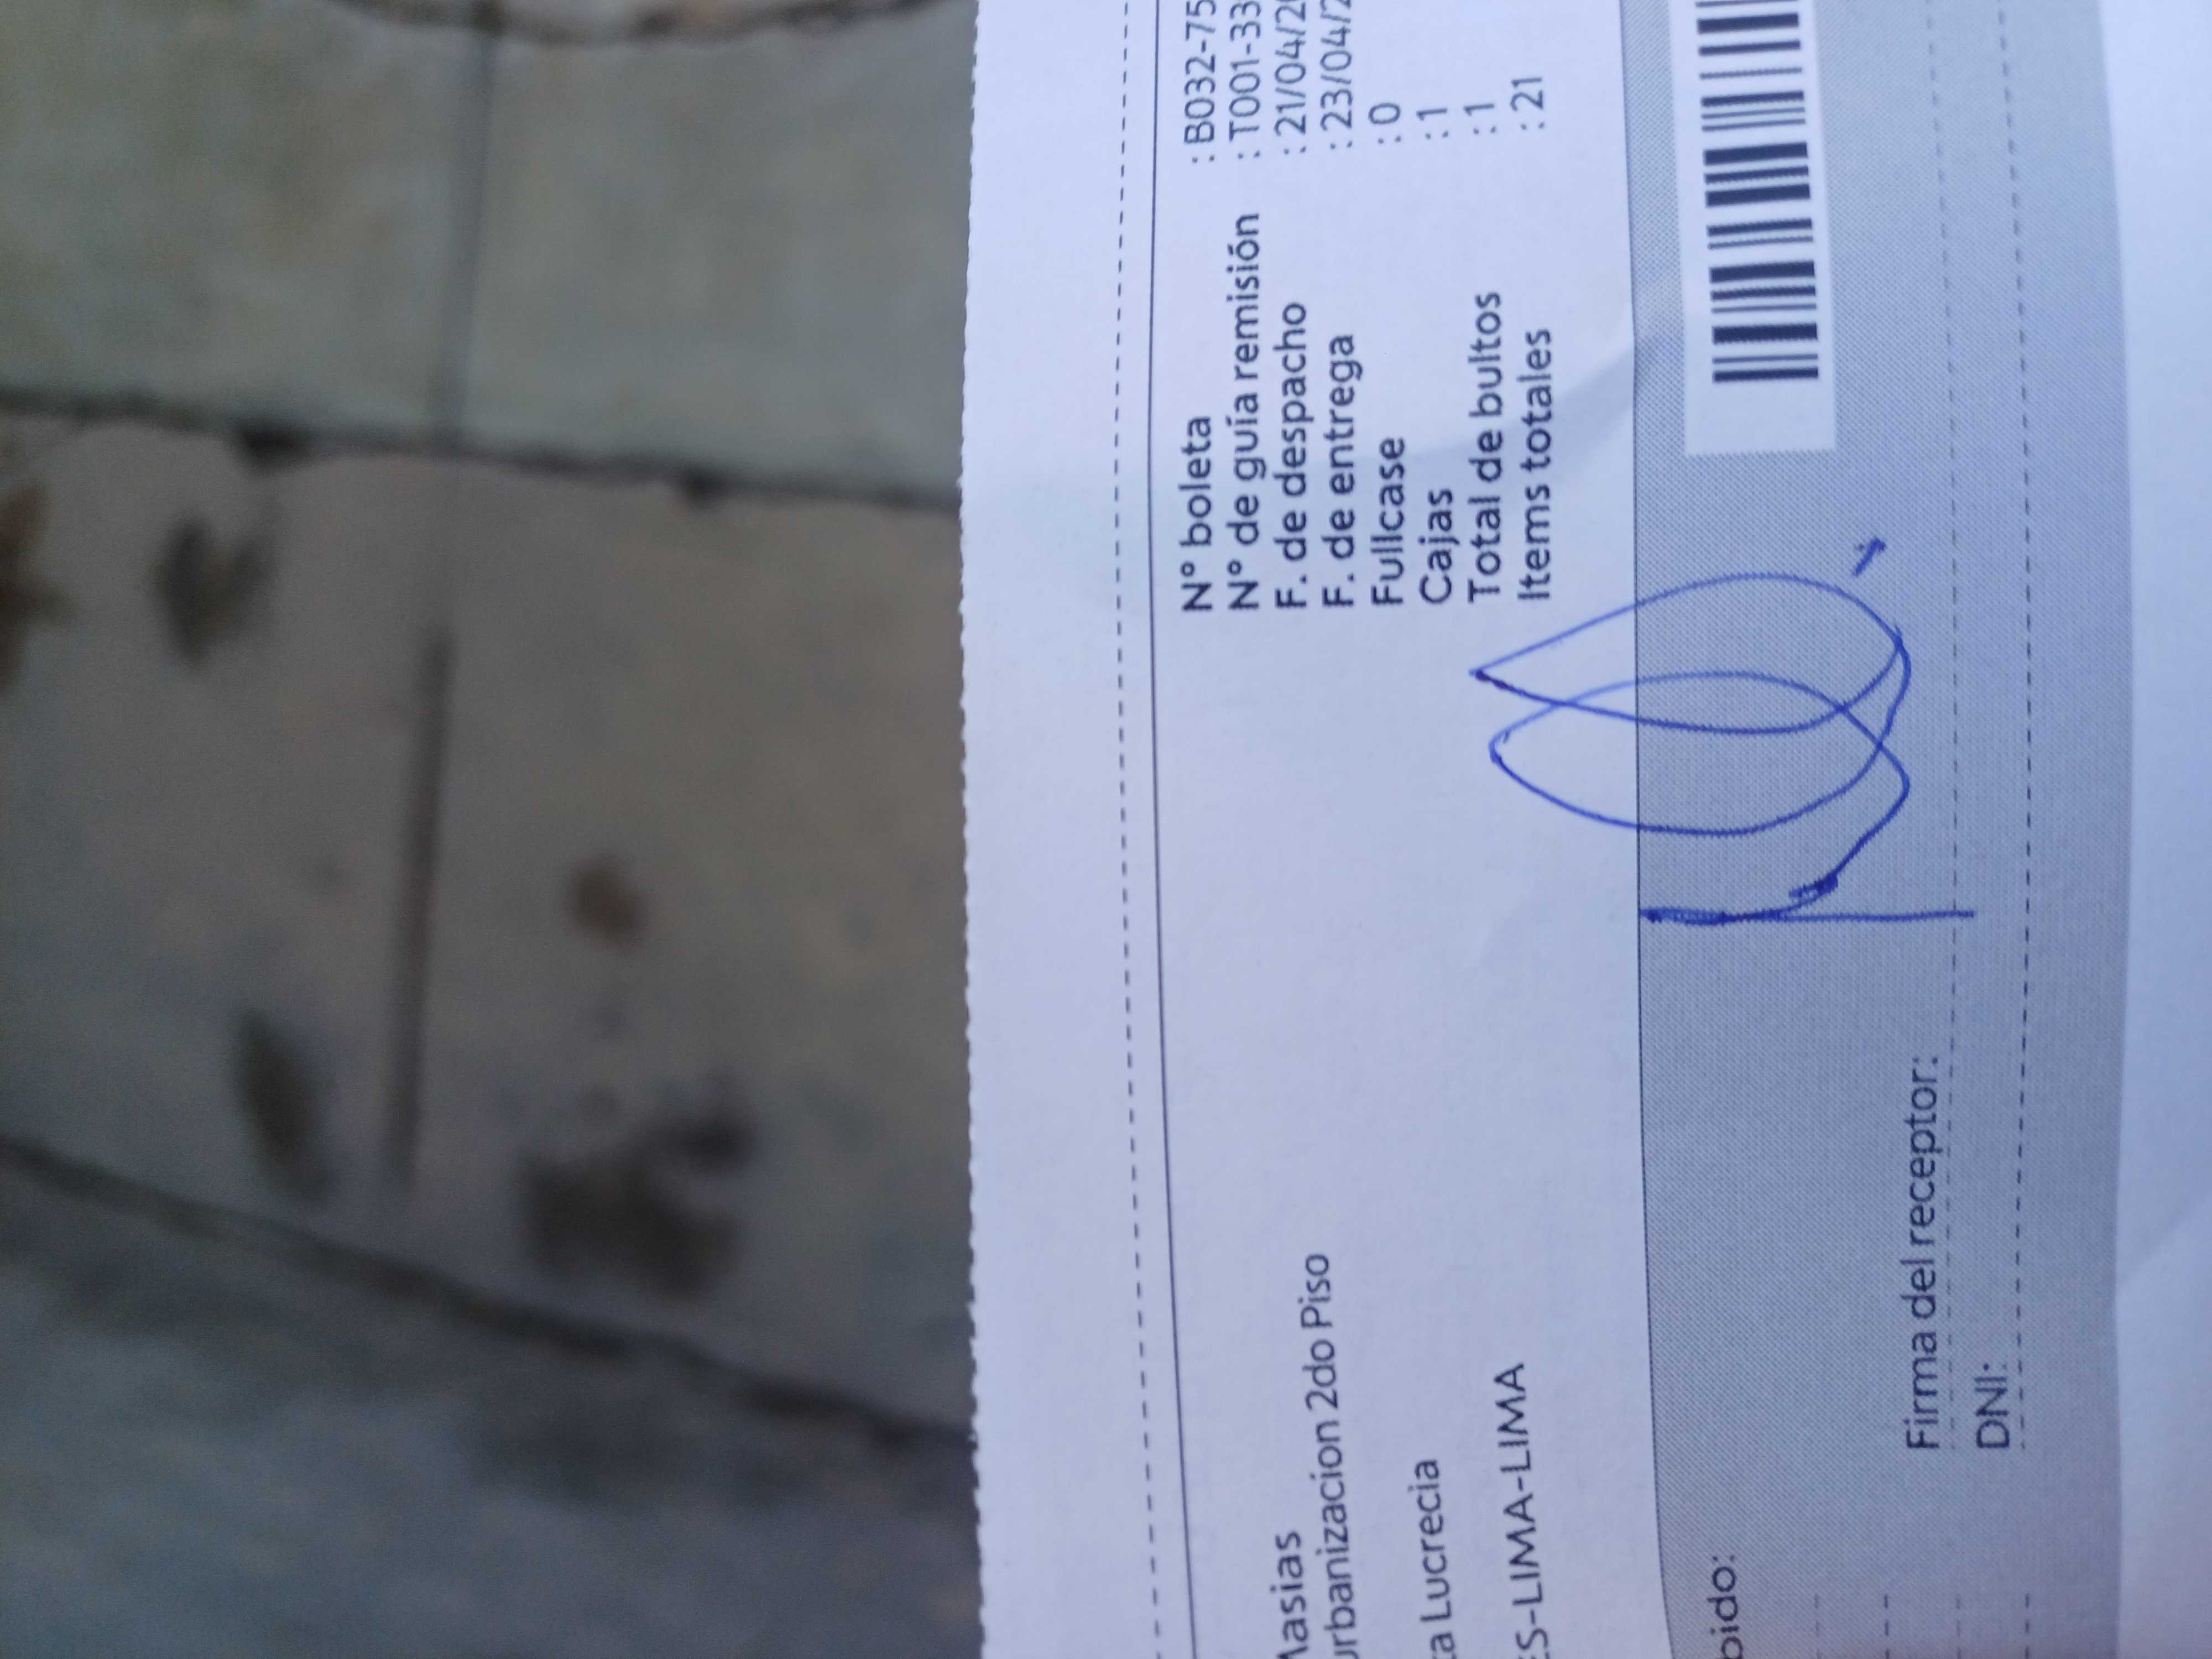 N° boleta : B032-75
N° de guía remisión : T001-33
F. de despacho : 21/04/2
F. de entrega : 23/04/2
Fullcase : 0
Cajas : 1
Total de bultos : 1
Items totales : 21
Masias
urbanizacion 2do Piso
ta Lucrecia
ES-LIMA-LIMA
bido:
Firma del receptor:
DNI: